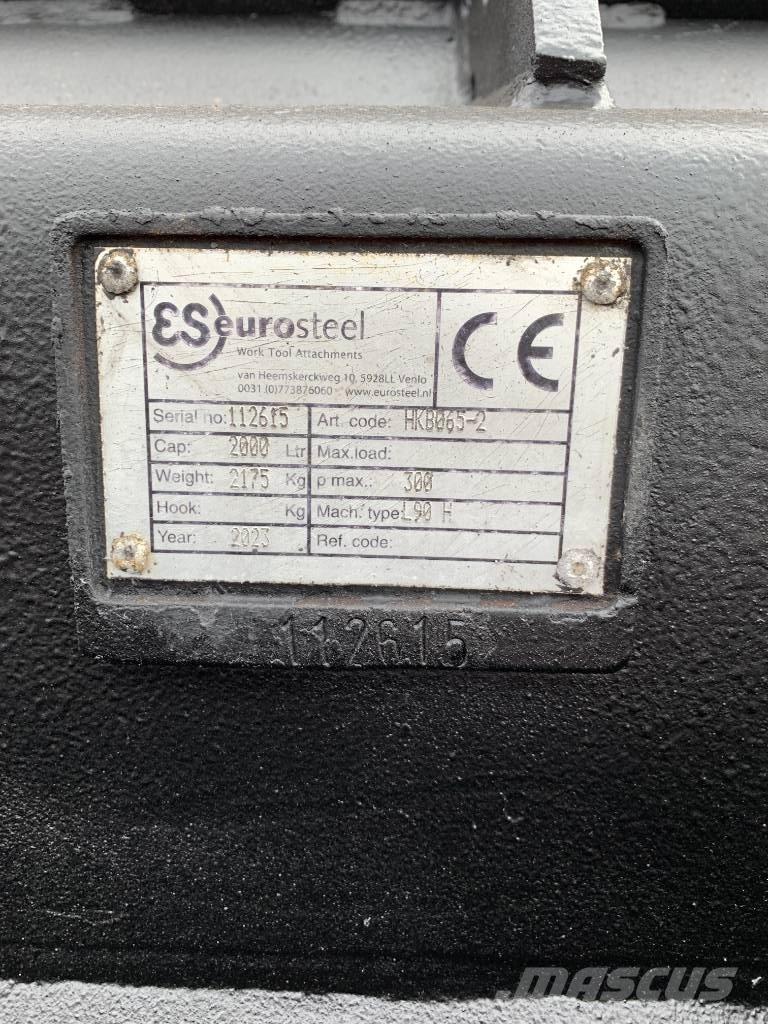 ES eurosteel
Work Tool Attachments
van Heemskerckweg 10, 5928LL Venlo
0031 (0)773876060 www.eurosteel.nl
CE
Serial no: 112615 Art. code: HKB065-2
Cap: 2000 Ltr Max.load:
Weight: 2175 Kg p max.: 300
Hook: Kg Mach. type: L90 H
Year: 2023 Ref. code:
112615
MASCUS